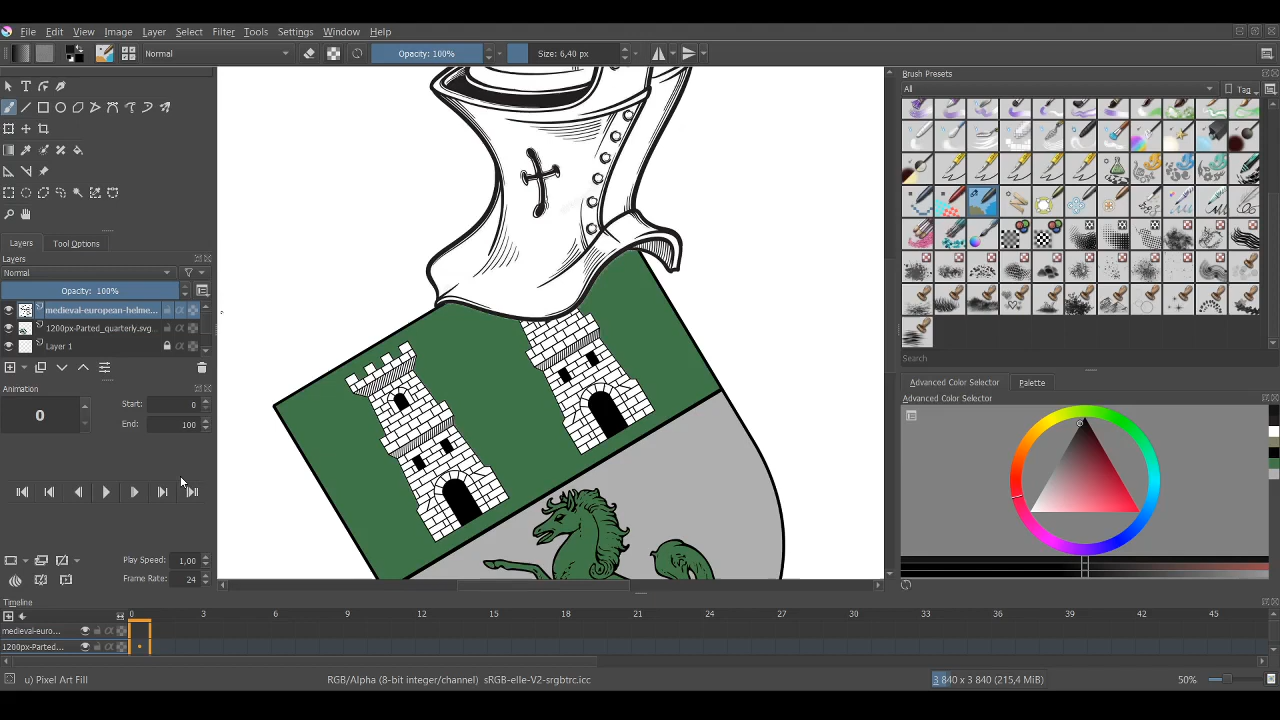 File Edit View Image Layer Select Filter Tools Settings Window Help
Normal Opacity: 100% Size: 6,40 px
Brush Presets
All Tag
Layers Tool Options
Layers
Normal
Opacity: 100%
medieval-european-helme...
1200px-Parted_quarterly.svg...
Layer 1
Search
Animation
0 Start: 0
End: 100
Advanced Color Selector Palette
Advanced Color Selector
Play Speed: 1,00
Frame Rate: 24
Timeline
0 3 6 9 12 15 18 21 24 27 30 33 36 39 42 45
medieval-euro...
1200px-Parted...
u) Pixel Art Fill RGB/Alpha (8-bit integer/channel) sRGB-elle-V2-srgbtrc.icc 3 840 x 3 840 (215,4 MiB) 50%